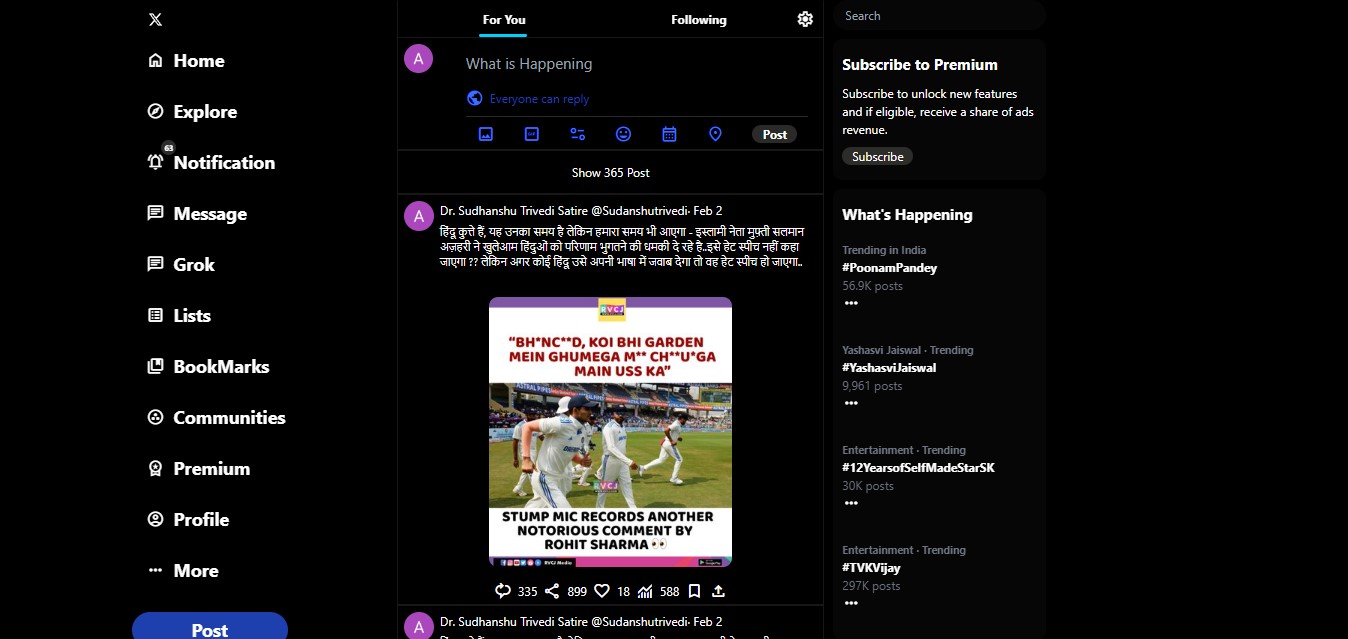 For You
Following
Search
Home
Explore
63
Notification
Message
Grok
Lists
BookMarks
Communities
Premium
Profile
More
Post
A
What is Happening
Everyone can reply
GIF
Post
Show 365 Post
A
Dr. Sudhanshu Trivedi Satire @Sudanshutrivedi· Feb 2
हिंदू कुत्ते हैं, यह उनका समय है लेकिन हमारा समय भी आएगा - इस्लामी नेता मुफ़्ती सलमान
अज़हरी ने खुलेआम हिंदुओं को परिणाम भुगतने की धमकी दे रहे है..इसे हेट स्पीच नहीं कहा
जाएगा ?? लेकिन अगर कोई हिंदू उसे अपनी भाषा में जवाब देगा तो वह हेट स्पीच हो जाएगा..
RVCJ
“BH*NC**D, KOI BHI GARDEN
MEIN GHUMEGA M** CH**U*GA
MAIN USS KA”
ASTRAL PIPES
RVCJ
STUMP MIC RECORDS ANOTHER
NOTORIOUS COMMENT BY
ROHIT SHARMA 👀
RVCJ Media
335
899
18
588
A
Dr. Sudhanshu Trivedi Satire @Sudanshutrivedi· Feb 2
Subscribe to Premium
Subscribe to unlock new features
and if eligible, receive a share of ads
revenue.
Subscribe
What's Happening
Trending in India
#PoonamPandey
56.9K posts
Yashasvi Jaiswal · Trending
#YashasviJaiswal
9,961 posts
Entertainment · Trending
#12YearsofSelfMadeStarSK
30K posts
Entertainment · Trending
#TVKVijay
297K posts